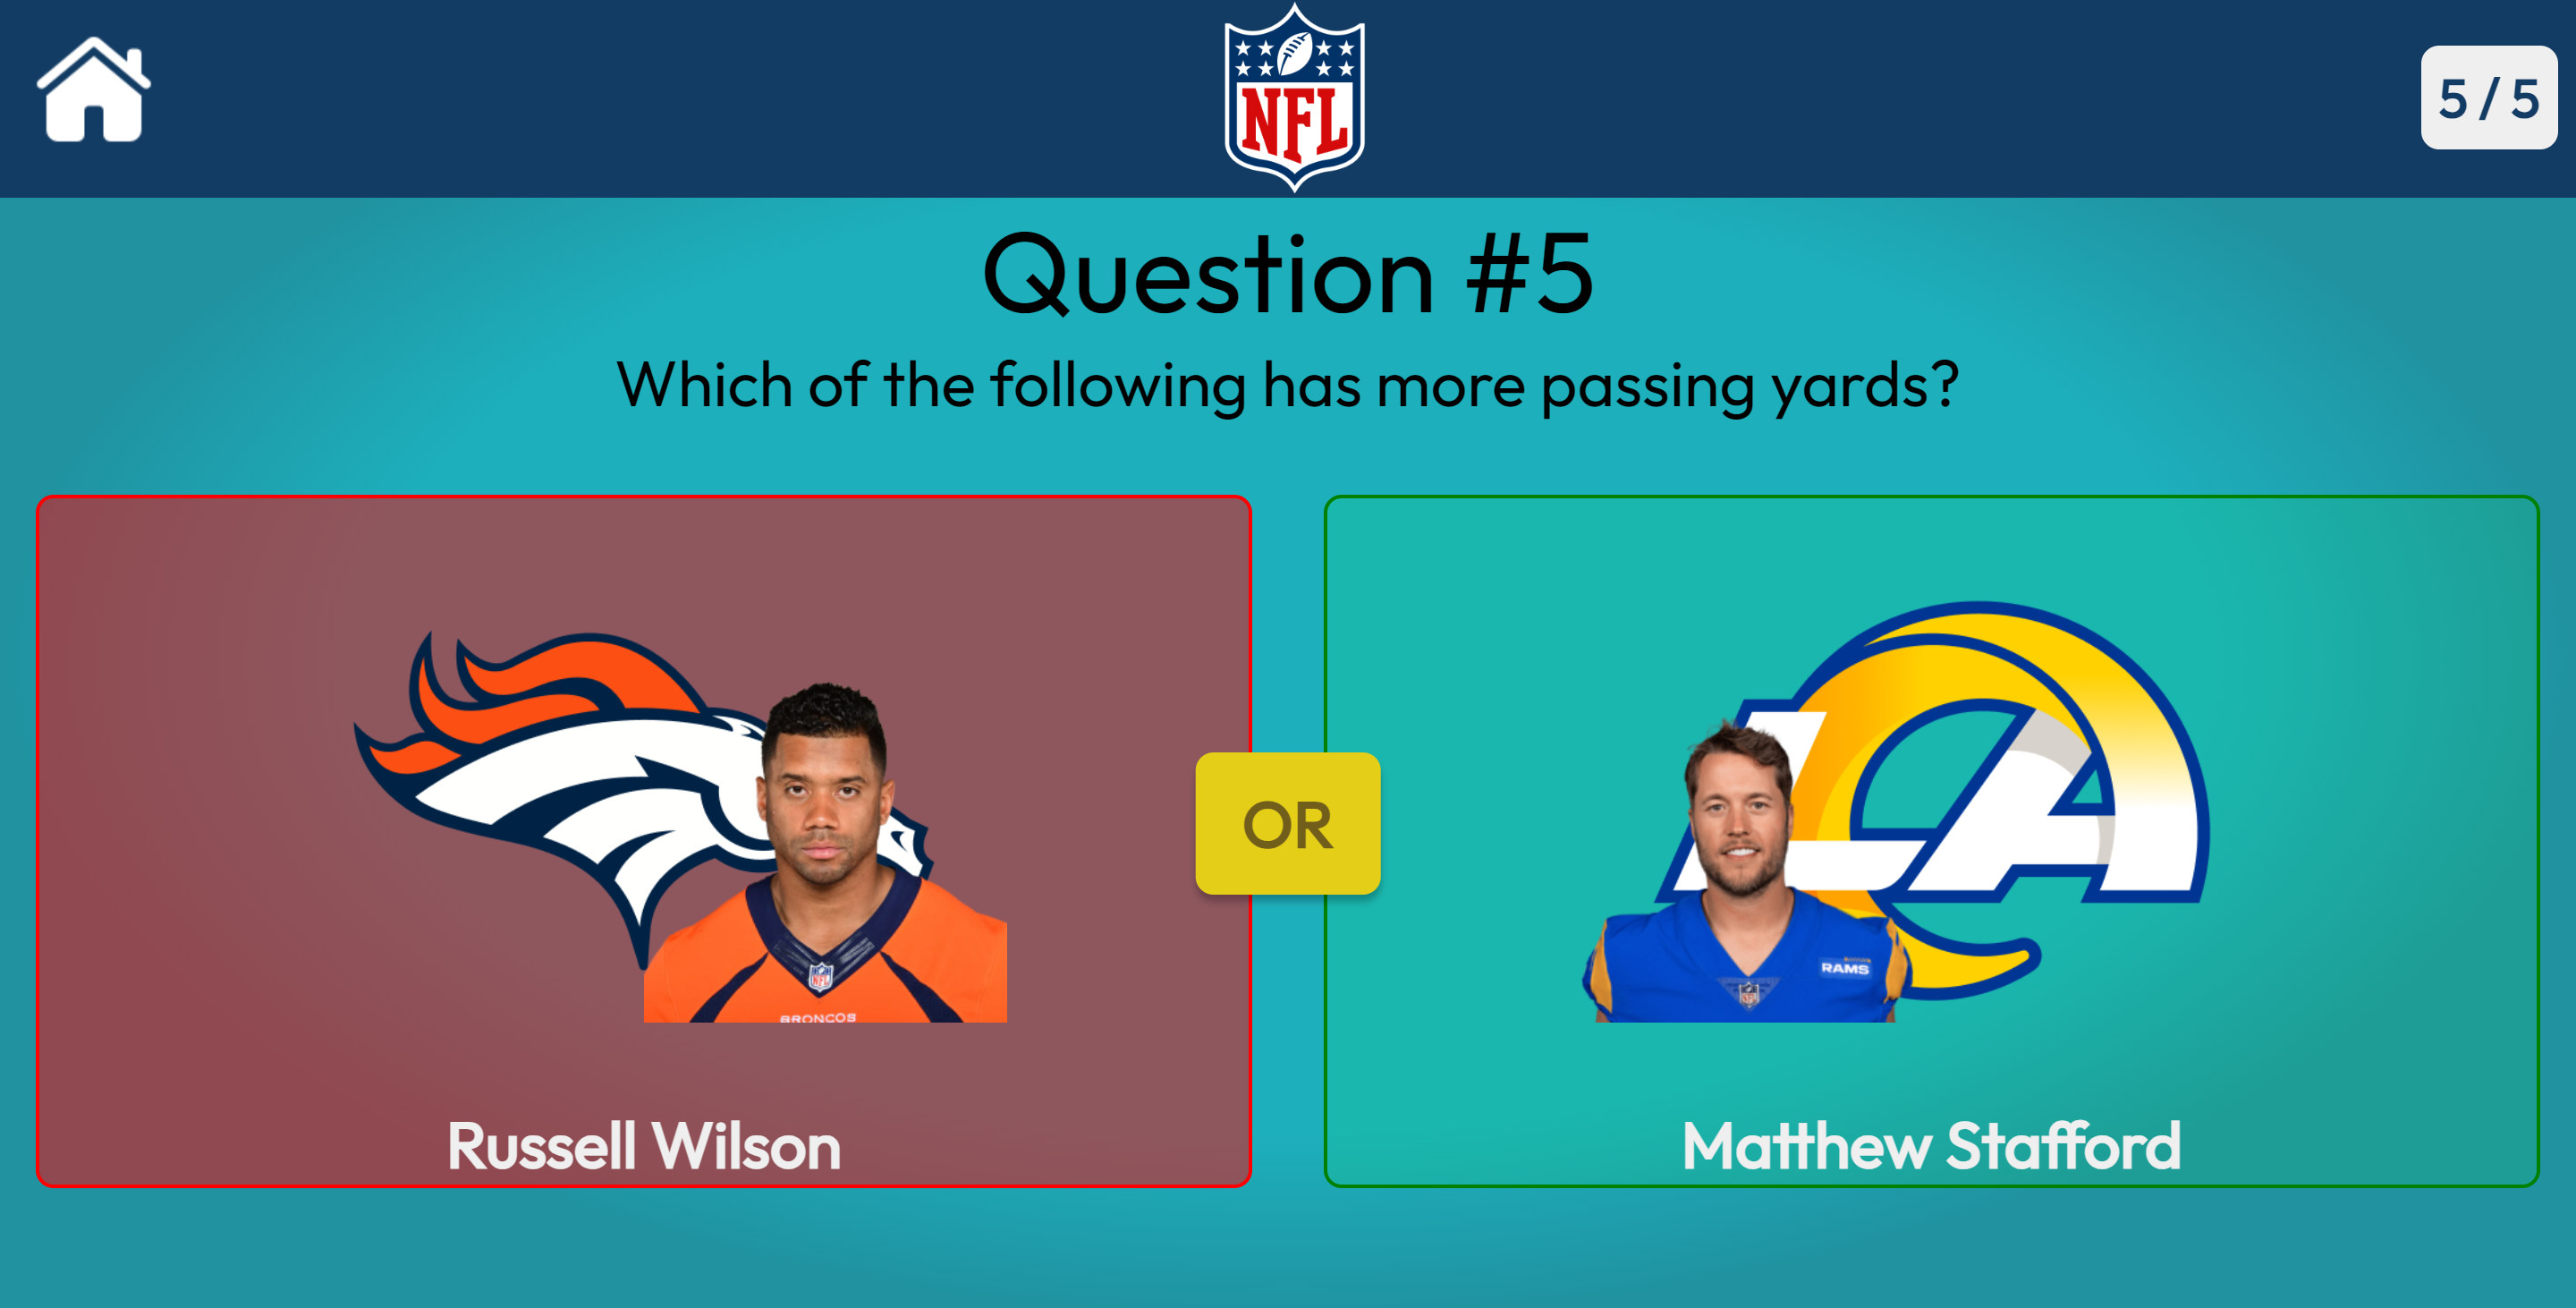 NFL
5 / 5
Question #5
Which of the following has more passing yards?
OR
LA
NFL
BRONCOS
RAMS
NFL
Russell Wilson
Matthew Stafford